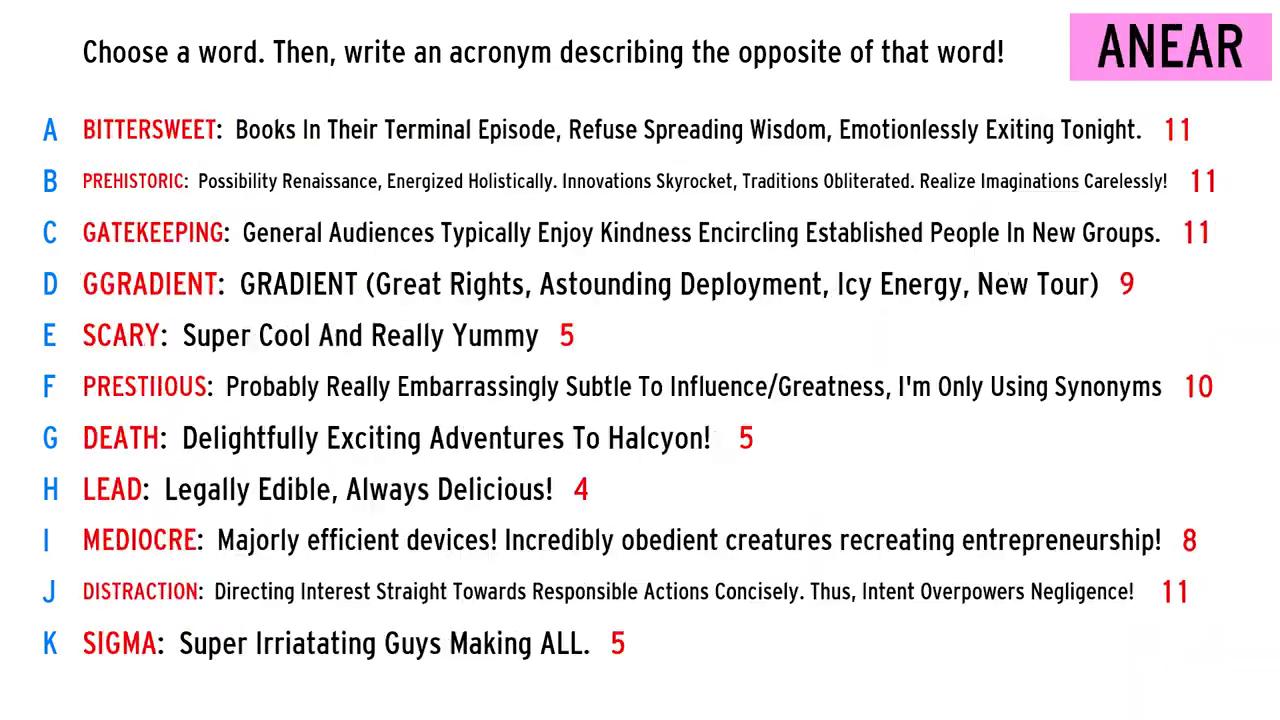 Choose a word. Then, write an acronym describing the opposite of that word!
ANEAR
A BITTERSWEET: Books In Their Terminal Episode, Refuse Spreading Wisdom, Emotionlessly Exiting Tonight. 11
B PREHISTORIC: Possibility Renaissance, Energized Holistically. Innovations Skyrocket, Traditions Obliterated. Realize Imaginations Carelessly! 11
C GATEKEEPING: General Audiences Typically Enjoy Kindness Encircling Established People In New Groups. 11
D GGRADIENT: GRADIENT (Great Rights, Astounding Deployment, Icy Energy, New Tour) 9
E SCARY: Super Cool And Really Yummy 5
F PRESTIIOUS: Probably Really Embarrassingly Subtle To Influence/Greatness, I'm Only Using Synonyms 10
G DEATH: Delightfully Exciting Adventures To Halcyon! 5
H LEAD: Legally Edible, Always Delicious! 4
I MEDIOCRE: Majorly efficient devices! Incredibly obedient creatures recreating entrepreneurship! 8
J DISTRACTION: Directing Interest Straight Towards Responsible Actions Concisely. Thus, Intent Overpowers Negligence! 11
K SIGMA: Super Irriatating Guys Making ALL. 5